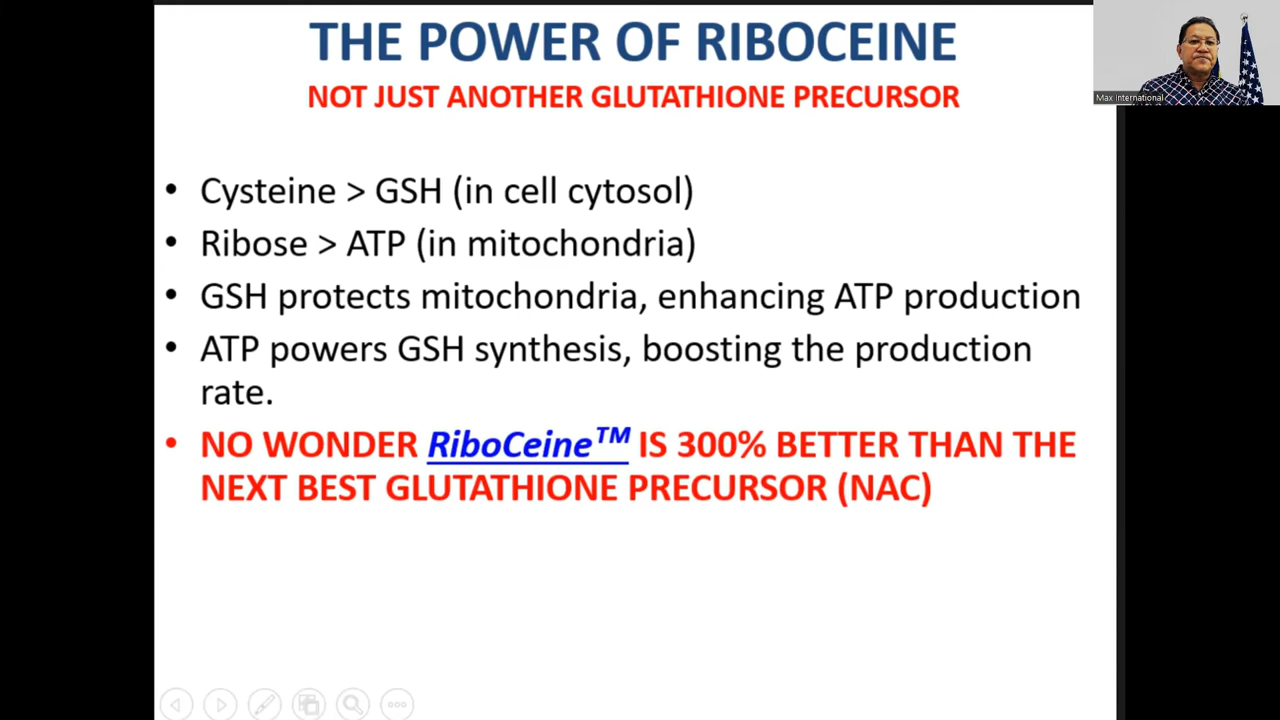 THE POWER OF RIBOCEINE
NOT JUST ANOTHER GLUTATHIONE PRECURSOR
Max International
• Cysteine > GSH (in cell cytosol)
• Ribose > ATP (in mitochondria)
• GSH protects mitochondria, enhancing ATP production
• ATP powers GSH synthesis, boosting the production
rate.
• NO WONDER RiboCeine™ IS 300% BETTER THAN THE
NEXT BEST GLUTATHIONE PRECURSOR (NAC)